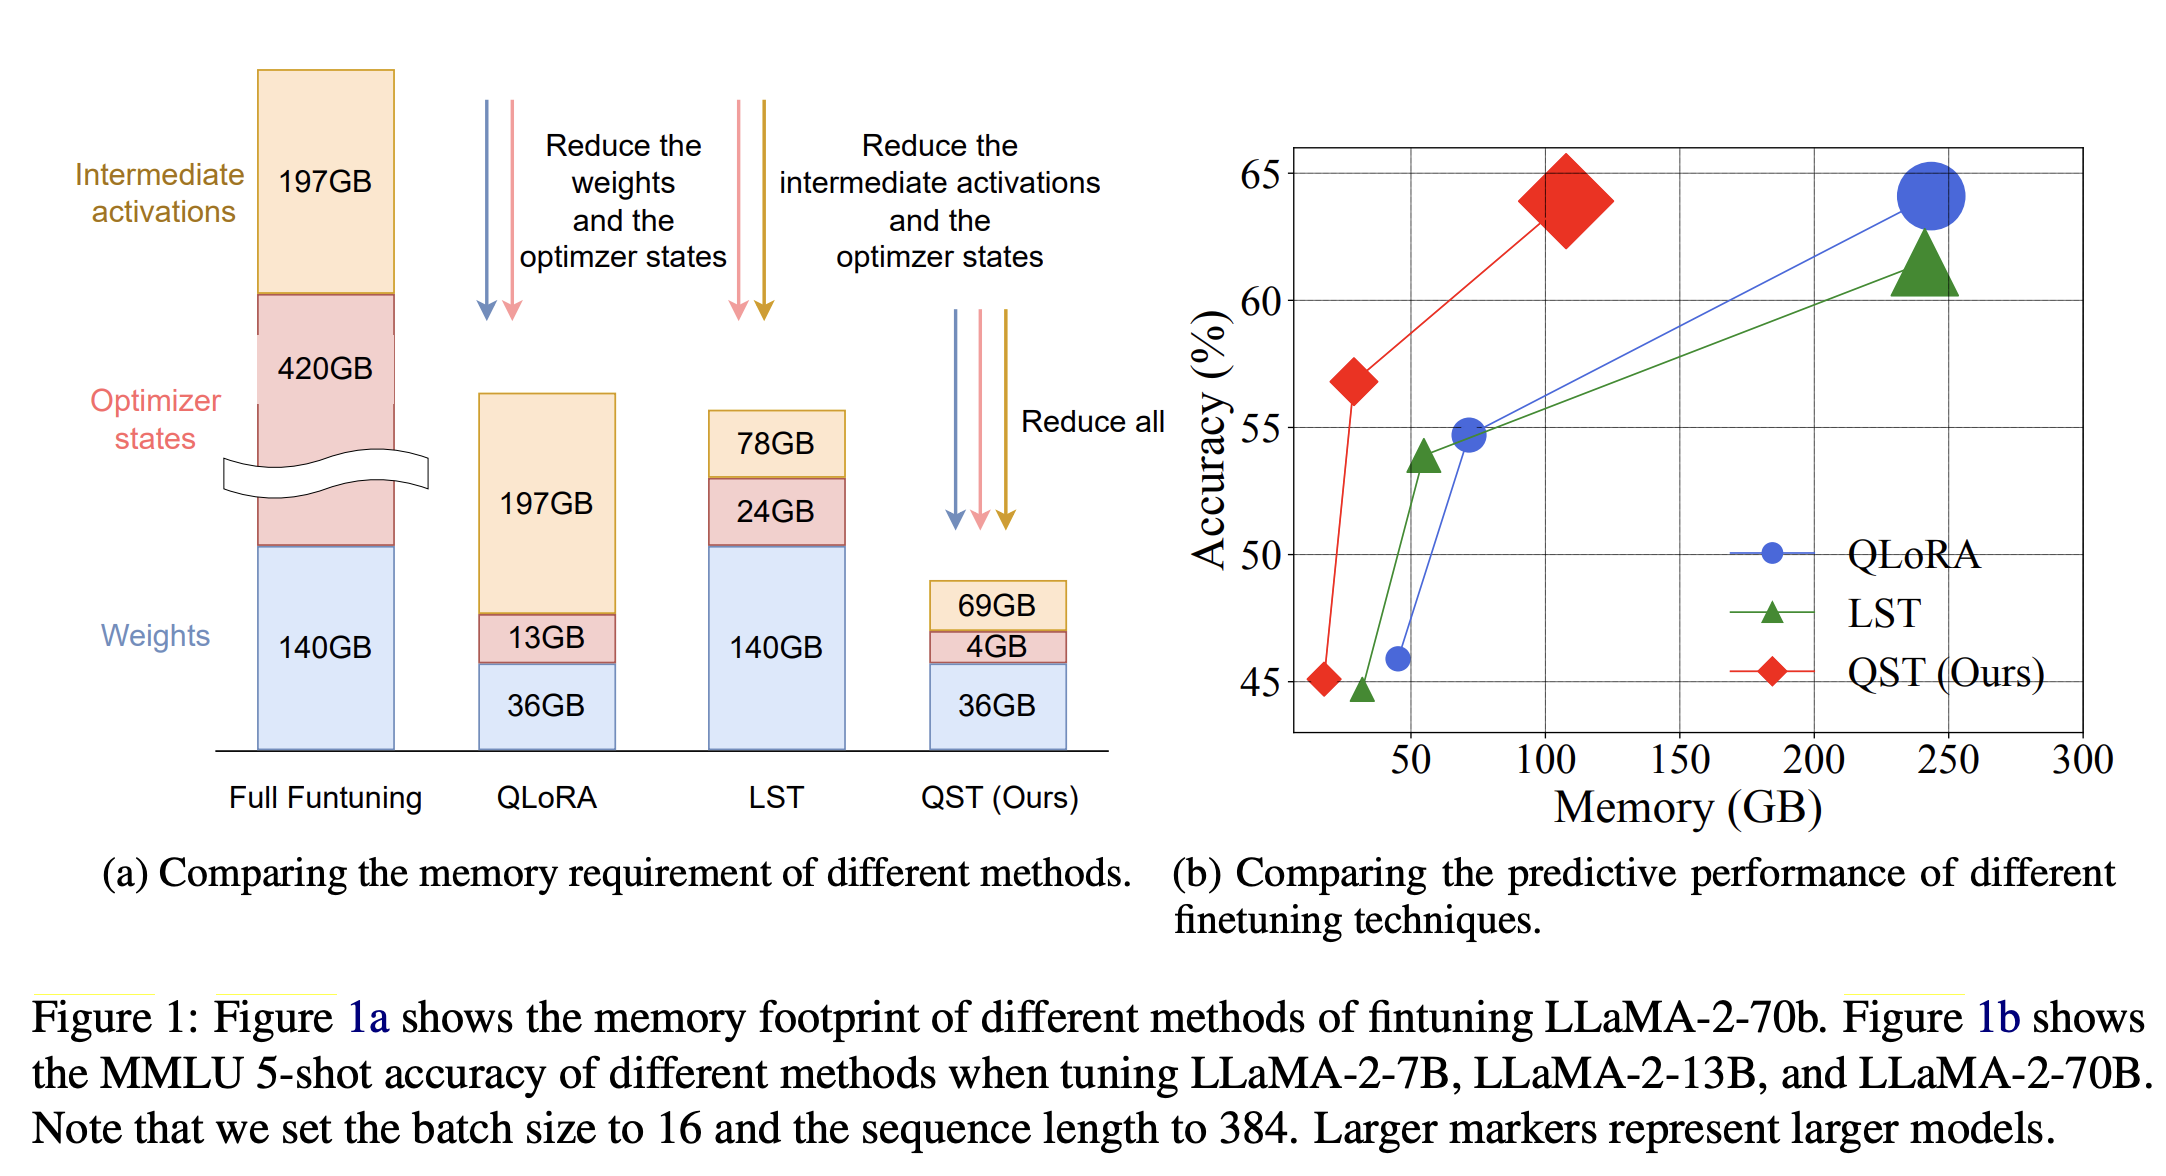 Intermediate
activations
Optimizer
states
Weights
197GB
420GB
140GB
Reduce the
weights
and the
optimzer states
197GB
13GB
36GB
Reduce the
intermediate activations
and the
optimzer states
78GB
24GB
140GB
Reduce all
69GB
4GB
36GB
Full Funtuning
QLoRA
LST
QST (Ours)
(a) Comparing the memory requirement of different methods.
Accuracy (%)
65
60
55
50
45
QLoRA
LST
QST (Ours)
50
100
150
200
250
300
Memory (GB)
(b) Comparing the predictive performance of different
finetuning techniques.
Figure 1: Figure 1a shows the memory footprint of different methods of fintuning LLaMA-2-70b. Figure 1b shows
the MMLU 5-shot accuracy of different methods when tuning LLaMA-2-7B, LLaMA-2-13B, and LLaMA-2-70B.
Note that we set the batch size to 16 and the sequence length to 384. Larger markers represent larger models.